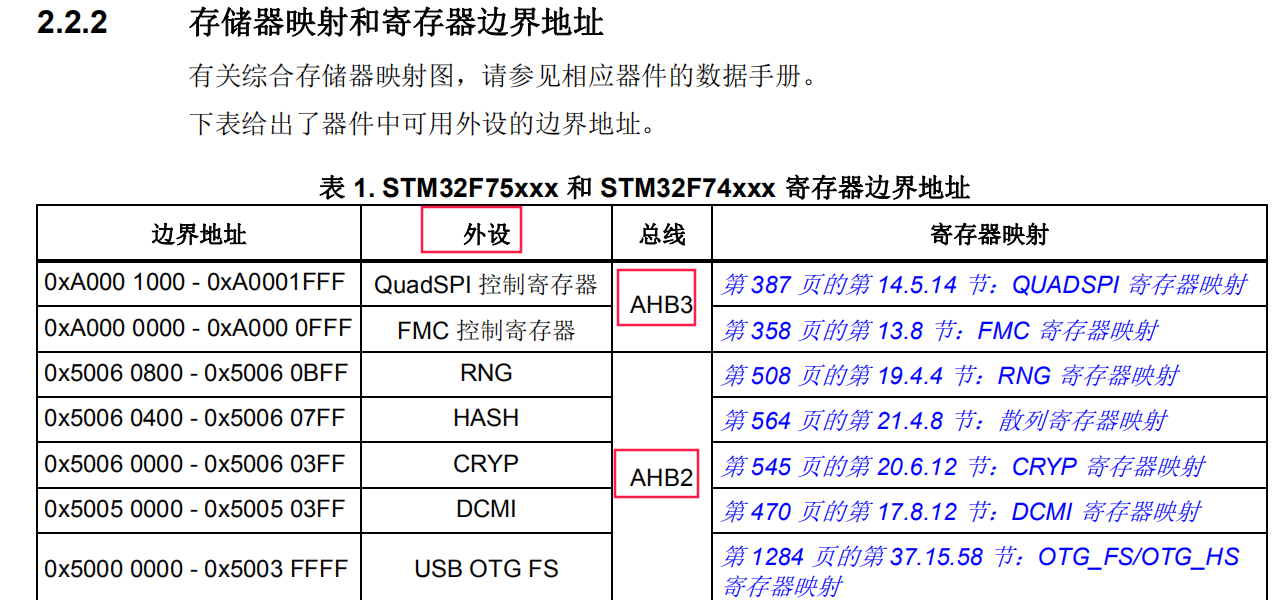 2.2.2 存储器映射和寄存器边界地址
有关综合存储器映射图，请参见相应器件的数据手册。
下表给出了器件中可用外设的边界地址。
表 1. STM32F75xxx 和 STM32F74xxx 寄存器边界地址
边界地址 外设 总线 寄存器映射
0xA000 1000 - 0xA0001FFF QuadSPI 控制寄存器 AHB3 第 387 页的第 14.5.14 节：QUADSPI 寄存器映射
0xA000 0000 - 0xA000 0FFF FMC 控制寄存器 第 358 页的第 13.8 节：FMC 寄存器映射
0x5006 0800 - 0x5006 0BFF RNG 第 508 页的第 19.4.4 节：RNG 寄存器映射
0x5006 0400 - 0x5006 07FF HASH 第 564 页的第 21.4.8 节：散列寄存器映射
0x5006 0000 - 0x5006 03FF CRYP AHB2 第 545 页的第 20.6.12 节：CRYP 寄存器映射
0x5005 0000 - 0x5005 03FF DCMI 第 470 页的第 17.8.12 节：DCMI 寄存器映射
0x5000 0000 - 0x5003 FFFF USB OTG FS 第 1284 页的第 37.15.58 节：OTG_FS/OTG_HS
寄存器映射